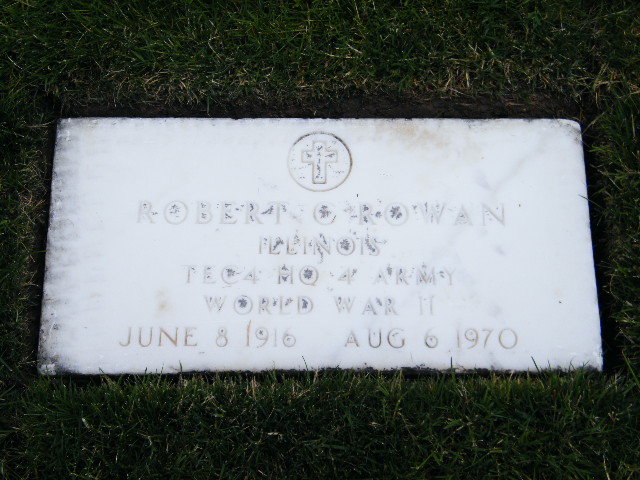 ROBERT C ROWAN
ILLINOIS
TEC4 HQ 4 ARMY
WORLD WAR II
JUNE 8 1916 AUG 6 1970